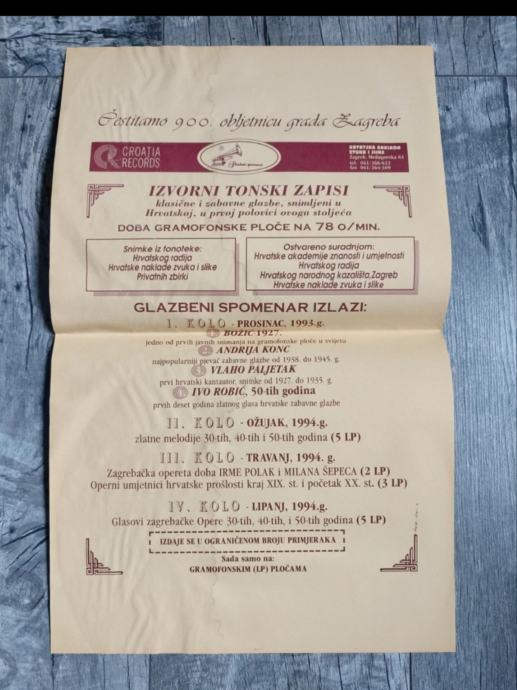 Čestitamo 900. obljetnicu grada Zagreba
CROATIA
RECORDS
HRVATSKA NAKLADA
ZVUKA I SLIKE
Zagreb, Medugorska 61
IZVORNI TONSKI ZAPISI
klasične i zabavne glazbe, snimljeni u
Hrvatskoj, u prvoj polovici ovoga stoljeća
DOBA GRAMOFONSKE PLOČE NA 78 O/MIN.
Snimke iz fonoteke:
Hrvatskog radija
Hrvatske naklade zvuka i slike
Privatnih zbirki
Ostvareno suradnjom:
Hrvatske akademije znanosti i umjetnosti
Hrvatskog radija
Hrvatskog narodnog kazališta,Zagreb
Hrvatske naklade zvuka i slike
GLAZBENI SPOMENAR IZLAZI:
I. KOLO - PROSINAC, 1993.g.
1 BOŽIĆ 1927.
jedno od prvih javnih snimanja na gramofonske ploče u svijetu
2 ANDRIJA KONC
najpopularniji pjevač zabavne glazbe od 1938. do 1945. g.
3 VLAHO PALJETAK
prvi hrvatski kantautor, snimke od 1927. do 1935. g.
4 IVO ROBIĆ, 50-tih godina
prvih deset godina zlatnog glasa hrvatske zabavne glazbe
II. KOLO - OŽUJAK, 1994.g.
zlatne melodije 30-tih, 40-tih i 50-tih godina (5 LP)
III. KOLO - TRAVANJ, 1994. g.
Zagrebačka opereta doba IRME POLAK i MILANA ŠEPECA (2 LP)
Operni umjetnici hrvatske prošlosti kraj XIX. st. i početak XX. st. (3 LP)
IV. KOLO - LIPANJ, 1994.g.
Glasovi zagrebačke Opere 30-tih, 40-tih, i 50-tih godina (5 LP)
IZDAJE SE U OGRANIČENOM BROJU PRIMJERAKA
Sada samo na:
GRAMOFONSKIM (LP) PLOČAMA